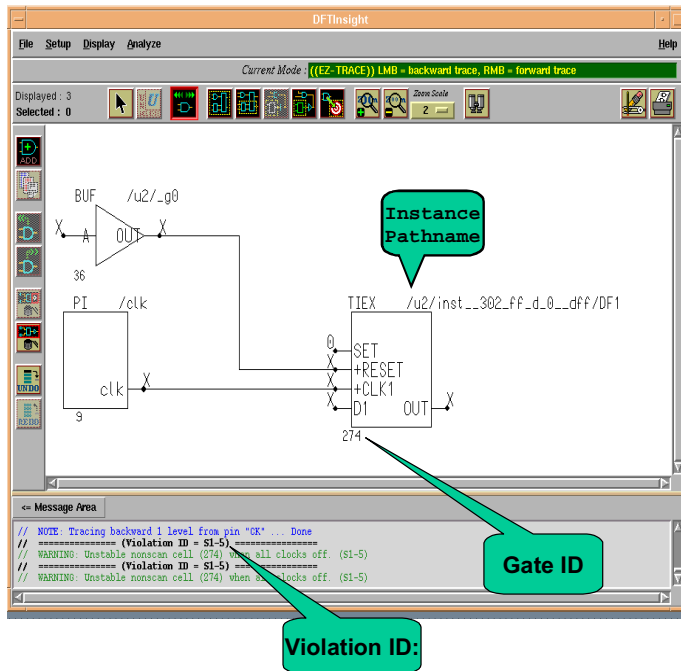 DFTInsight
File Setup Display Analyze Help
Current Mode : ((EZ-TRACE)) LMB = backward trace, RMB = forward trace
Displayed : 3
Selected : 0
Zoom Scale
2
ADD
BUF /u2/_g0
X A OUT X
36
Instance
Pathname
PI /clk
clk X
9
TIEX /u2/inst__302_ff_d_0__dff/DF1
0 SET
X +RESET
X +CLK1
X D1 OUT X
274
UNDO
REDO
<= Message Area
// NOTE: Tracing backward 1 level from pin "CK" ... Done
// =============== (Violation ID = S1-5) ================
// WARNING: Unstable nonscan cell (274) when all clocks off. (S1-5)
// =============== (Violation ID = S1-5) ================
// WARNING: Unstable nonscan cell (274) when all clocks off. (S1-5)
Gate ID
Violation ID: